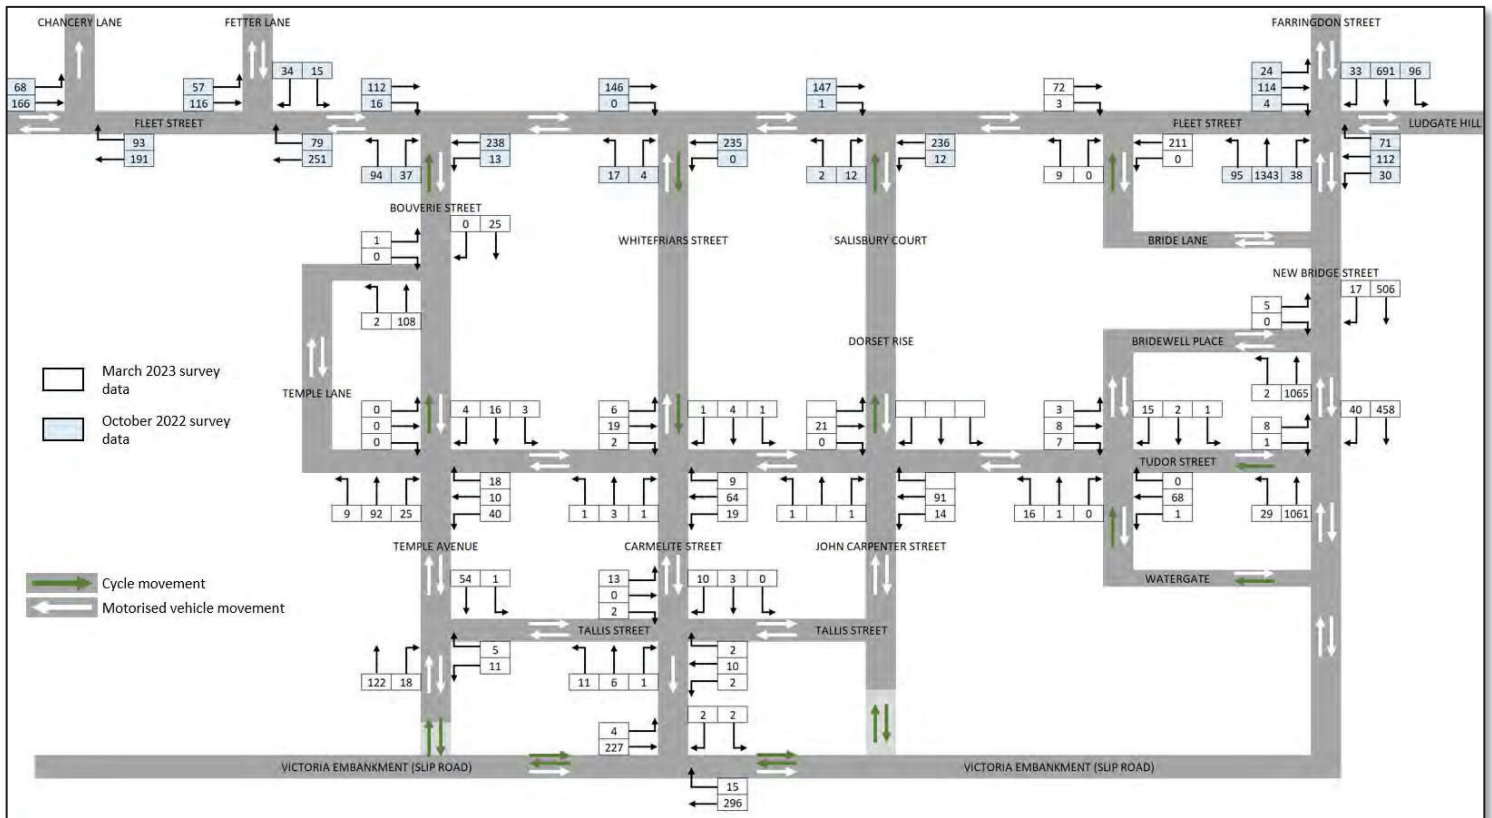 CHANCERY LANE
FETTER LANE
FARRINGDON STREET
34 15
24
33 691 96
68
57
112
146
147
72
114
166
116
16
0
1
3
4
FLEET STREET
FLEET STREET
LUDGATE HILL
93
79
238
235
236
211
71
191
251
13
0
12
0
112
94 37
17 4
2 12
9 0
95 1343 38
30
BOUVERIE STREET
0 25
1
WHITEFRIARS STREET
SALISBURY COURT
BRIDE LANE
0
NEW BRIDGE STREET
17 506
5
2 108
0
DORSET RISE
BRIDEWELL PLACE
March 2023 survey
data
TEMPLE LANE
2 1065
October 2022 survey
data
0
4 16 3
6
1 4 1
3
15 2 1
40 458
0
19
21
8
8
0
2
0
7
1
TUDOR STREET
18
9
0
10
64
91
68
9 92 25
40
1 3 1
19
1 1
14
16 1 0
1
29 1061
TEMPLE AVENUE
CARMELITE STREET
JOHN CARPENTER STREET
Cycle movement
54 1
13
10 3 0
WATERGATE
0
Motorised vehicle movement
2
TALLIS STREET
TALLIS STREET
5
2
11
10
122 18
11 6 1
2
2 2
4
227
VICTORIA EMBANKMENT (SLIP ROAD)
VICTORIA EMBANKMENT (SLIP ROAD)
15
296